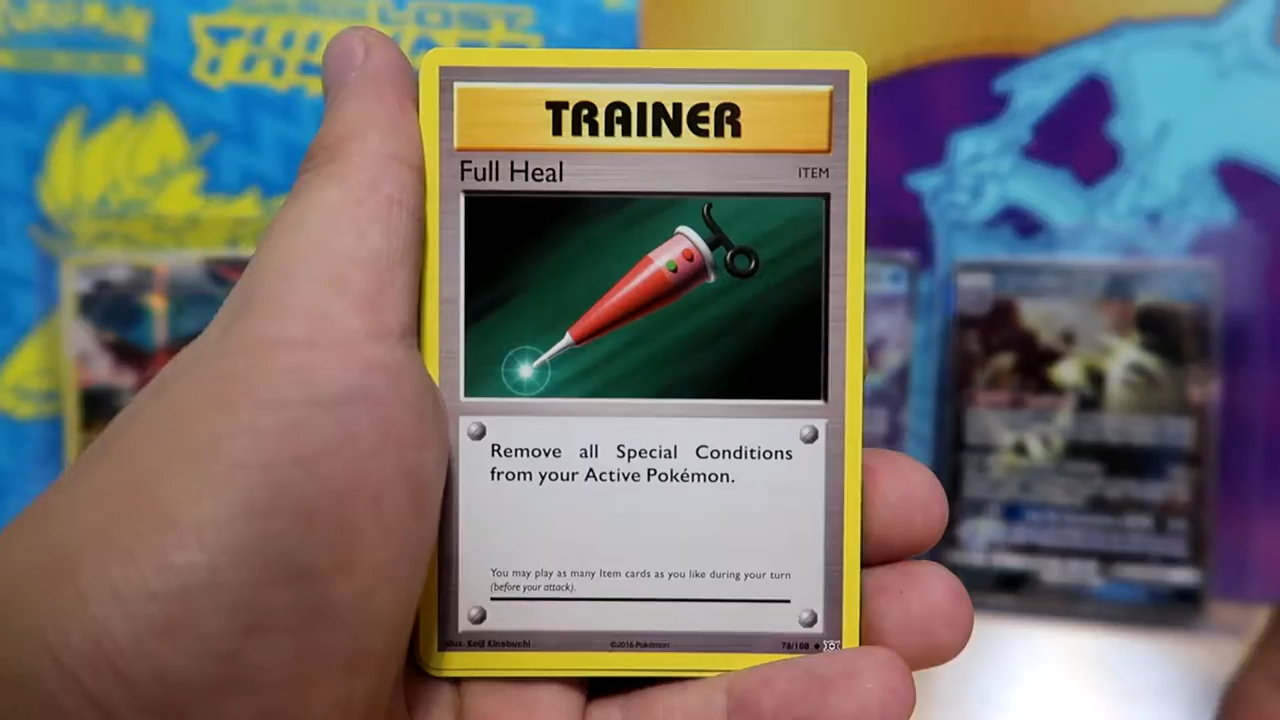 LOST
TRAINER
Full Heal
ITEM
Remove all Special Conditions
from your Active Pokémon.
You may play as many Item cards as you like during your turn
(before your attack).
Illus. Keiji Kinebuchi
©2016 Pokémon
78/108